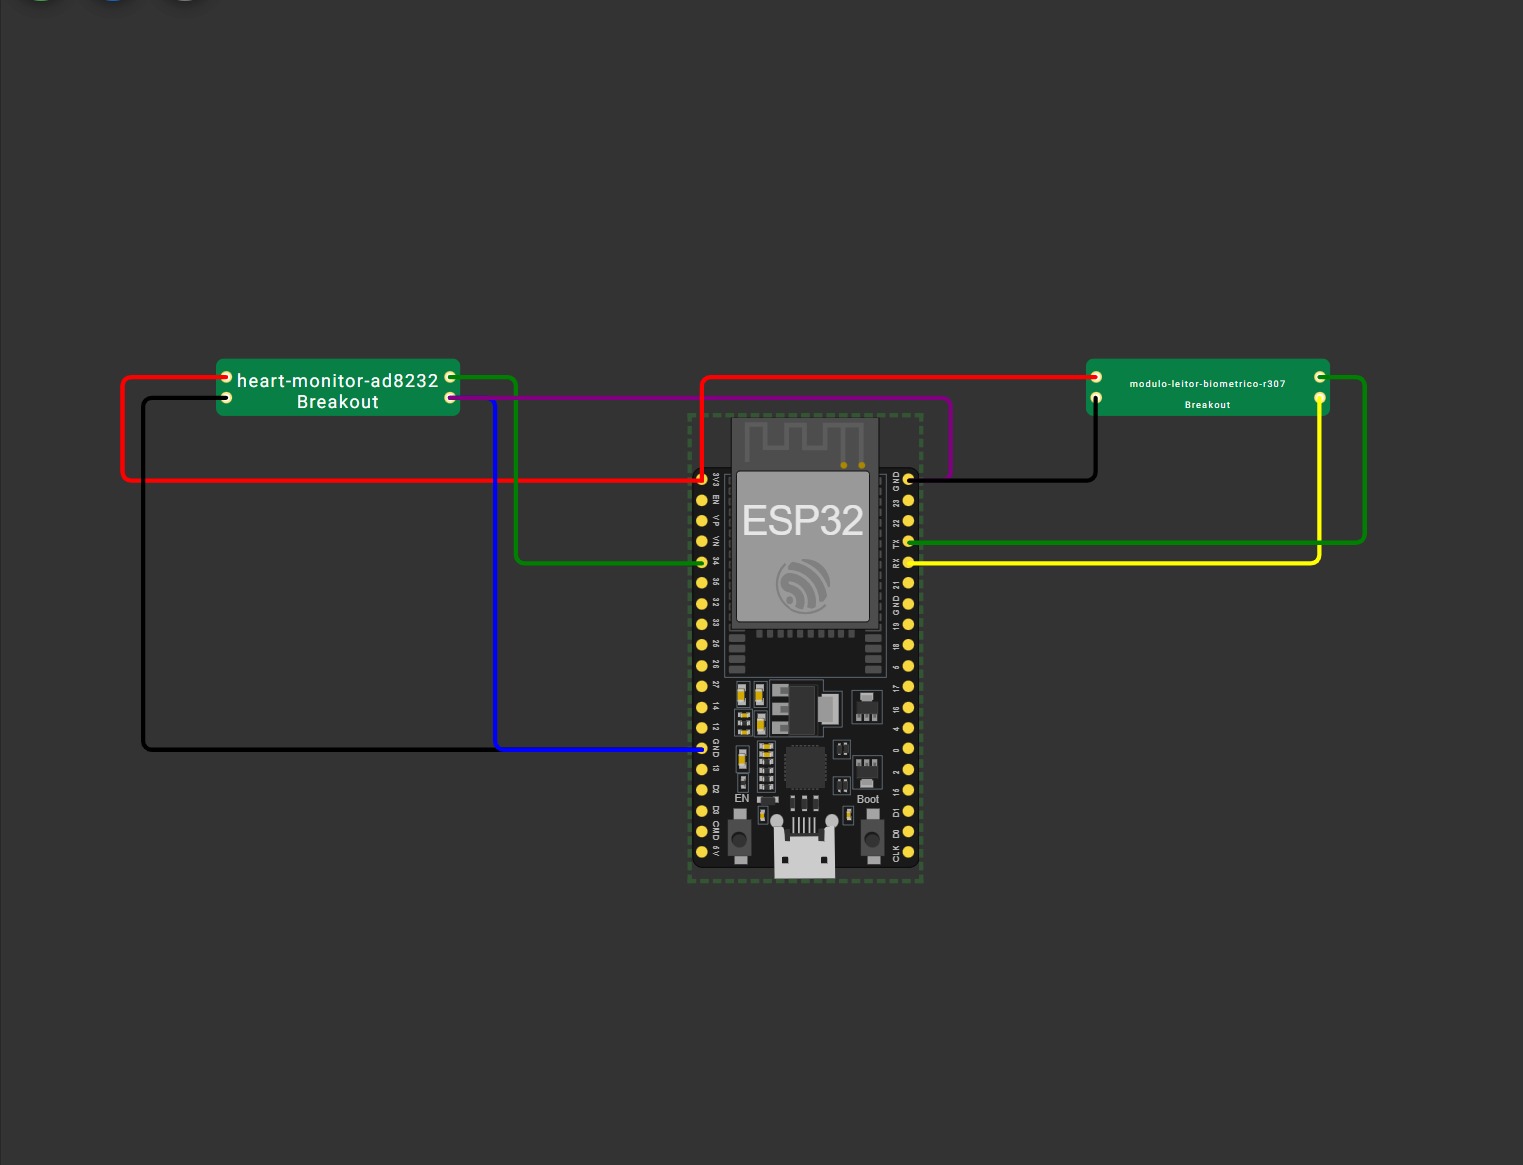 heart-monitor-ad8232
Breakout
modulo-leitor-biometrico-r307
Breakout
ESP32
3V3
EN
VP
VN
34
35
32
33
25
26
27
14
12
GND
13
D2
D3
CMD
5V
GND
23
22
TX
RX
21
GND
19
18
5
17
16
4
0
2
15
D1
D0
CLK
EN
Boot